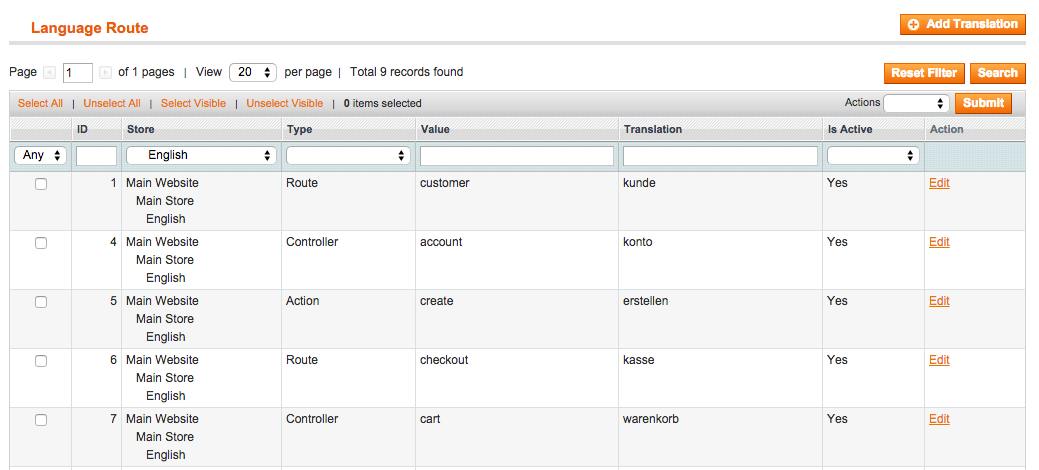 Language Route
Add Translation
Page 1 of 1 pages | View 20 per page | Total 9 records found
Reset Filter Search
Select All | Unselect All | Select Visible | Unselect Visible | 0 items selected
Actions Submit
ID Store Type Value Translation Is Active Action
Any English
1 Main Website Route customer kunde Yes Edit
Main Store
English
4 Main Website Controller account konto Yes Edit
Main Store
English
5 Main Website Action create erstellen Yes Edit
Main Store
English
6 Main Website Route checkout kasse Yes Edit
Main Store
English
7 Main Website Controller cart warenkorb Yes Edit
Main Store
English